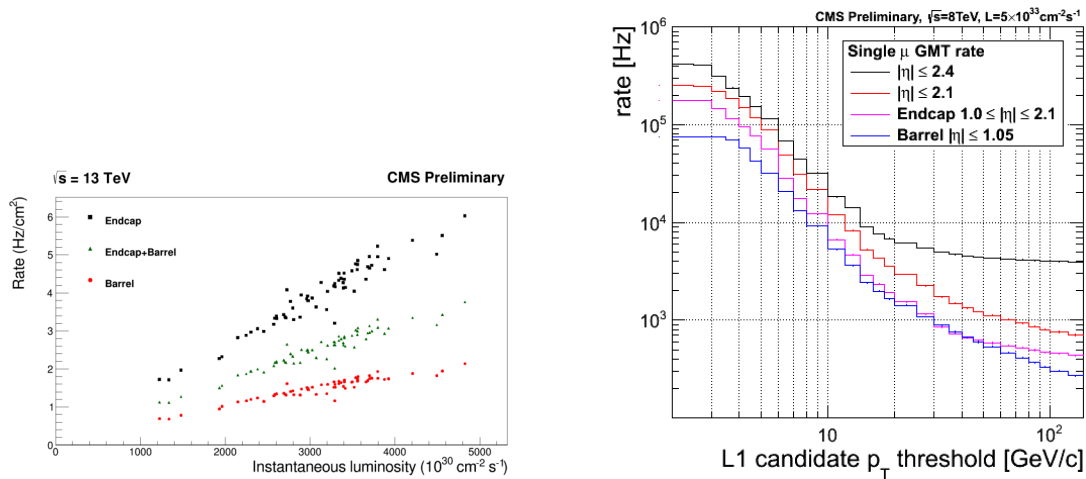 √s = 13 TeV
CMS Preliminary
Rate (Hz/cm²)
6
5
4
3
2
1
0
Endcap
Endcap+Barrel
Barrel
0
1000
2000
3000
4000
5000
Instantaneous luminosity (10³⁰ cm⁻² s⁻¹)
CMS Preliminary, √s=8TeV, L=5×10³³cm⁻²s⁻¹
rate [Hz]
10⁶
10⁵
10⁴
10³
Single μ GMT rate
|η| ≤ 2.4
|η| ≤ 2.1
Endcap 1.0 ≤ |η| ≤ 2.1
Barrel |η| ≤ 1.05
10
10²
L1 candidate p_T threshold [GeV/c]